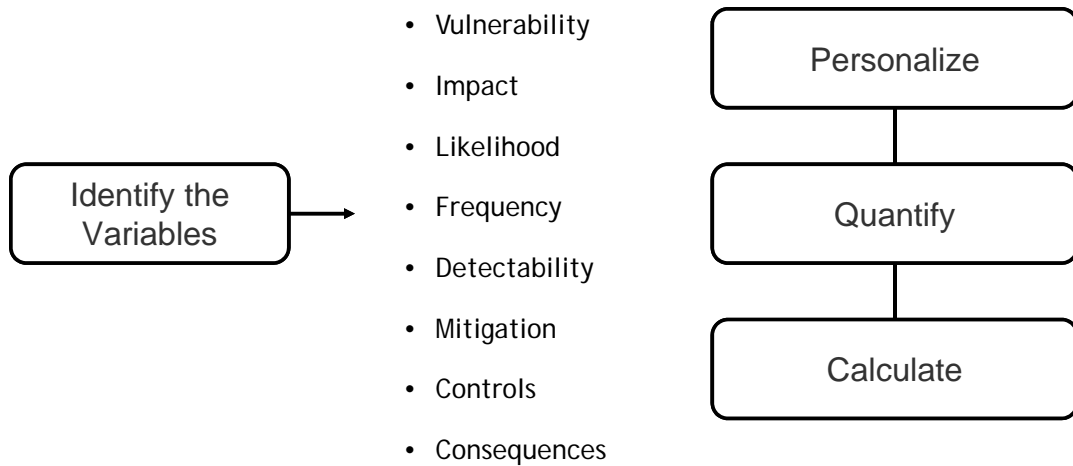 Identify the
Variables
• Vulnerability
• Impact
• Likelihood
• Frequency
• Detectability
• Mitigation
• Controls
• Consequences
Personalize
Quantify
Calculate